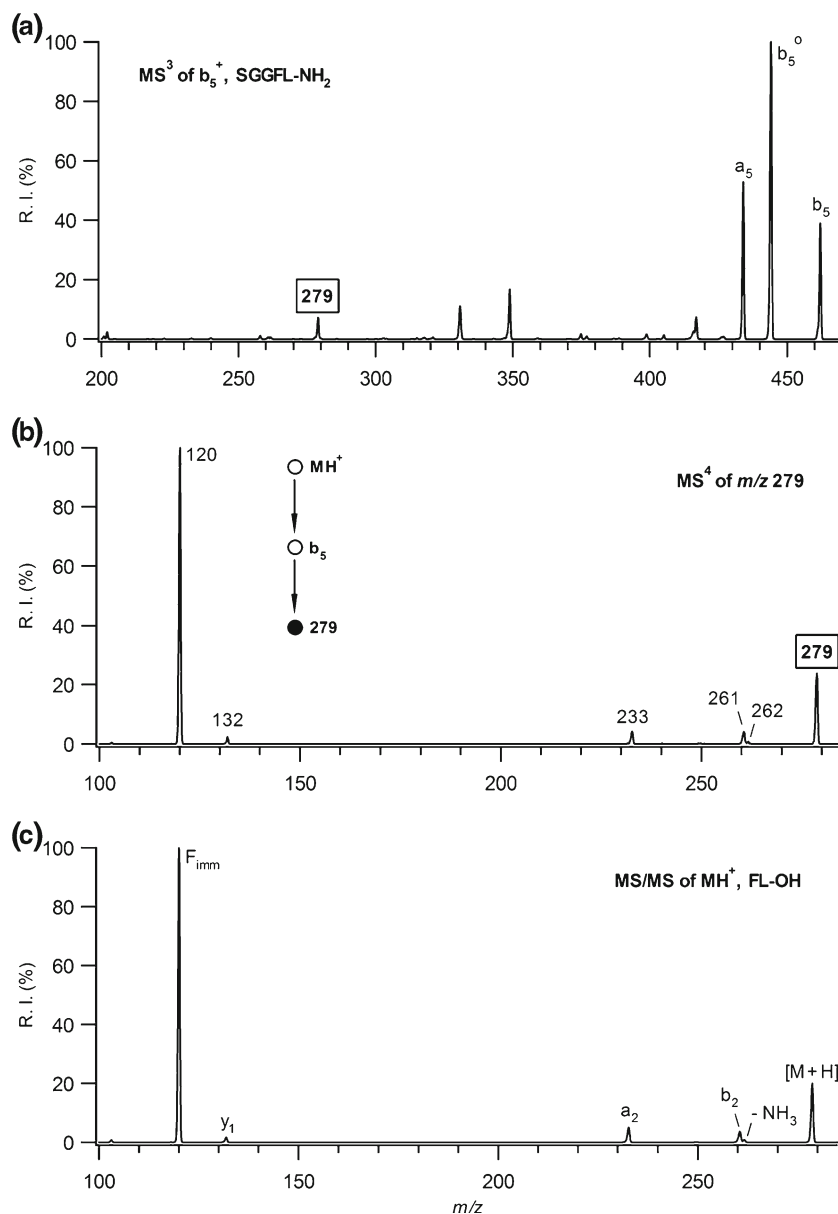 (a)
MS³ of b₅⁺, SGGFL-NH₂
R. I. (%)
100
80
60
40
20
0
279
a₅
b₅ᵒ
b₅
200
250
300
350
400
450
(b)
MS⁴ of m/z 279
R. I. (%)
100
80
60
40
20
0
120
132
MH⁺
b₅
279
233
261
262
279
100
150
200
250
(c)
MS/MS of MH⁺, FL-OH
R. I. (%)
100
80
60
40
20
0
F_imm
y₁
a₂
b₂
- NH₃
[M + H]
100
150
200
250
m/z